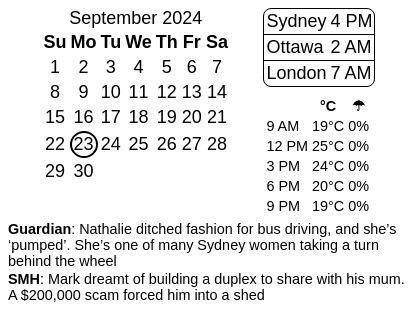 September 2024
Su Mo Tu We Th Fr Sa
1 2 3 4 5 6 7
8 9 10 11 12 13 14
15 16 17 18 19 20 21
22 23 24 25 26 27 28
29 30
Sydney 4 PM
Ottawa 2 AM
London 7 AM
°C ☂
9 AM 19°C 0%
12 PM 25°C 0%
3 PM 24°C 0%
6 PM 20°C 0%
9 PM 19°C 0%
Guardian: Nathalie ditched fashion for bus driving, and she’s
‘pumped’. She’s one of many Sydney women taking a turn
behind the wheel
SMH: Mark dreamt of building a duplex to share with his mum.
A $200,000 scam forced him into a shed